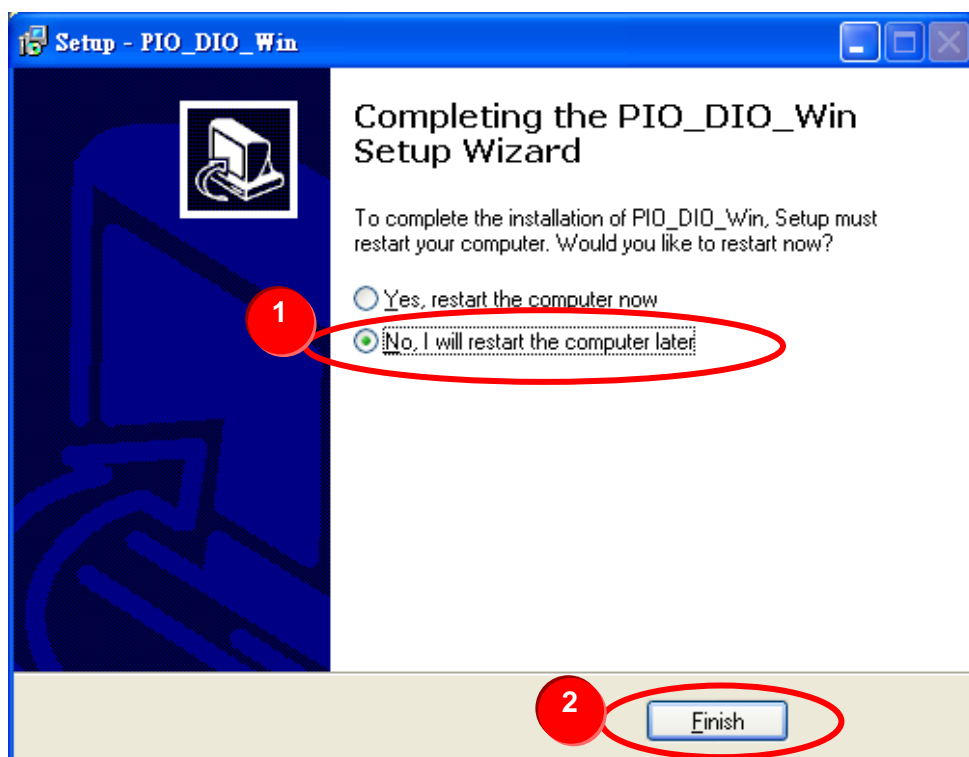 Setup - PIO_DIO_Win
Completing the PIO_DIO_Win
Setup Wizard
To complete the installation of PIO_DIO_Win, Setup must
restart your computer. Would you like to restart now?
Yes, restart the computer now
1
No, I will restart the computer later
2
Finish